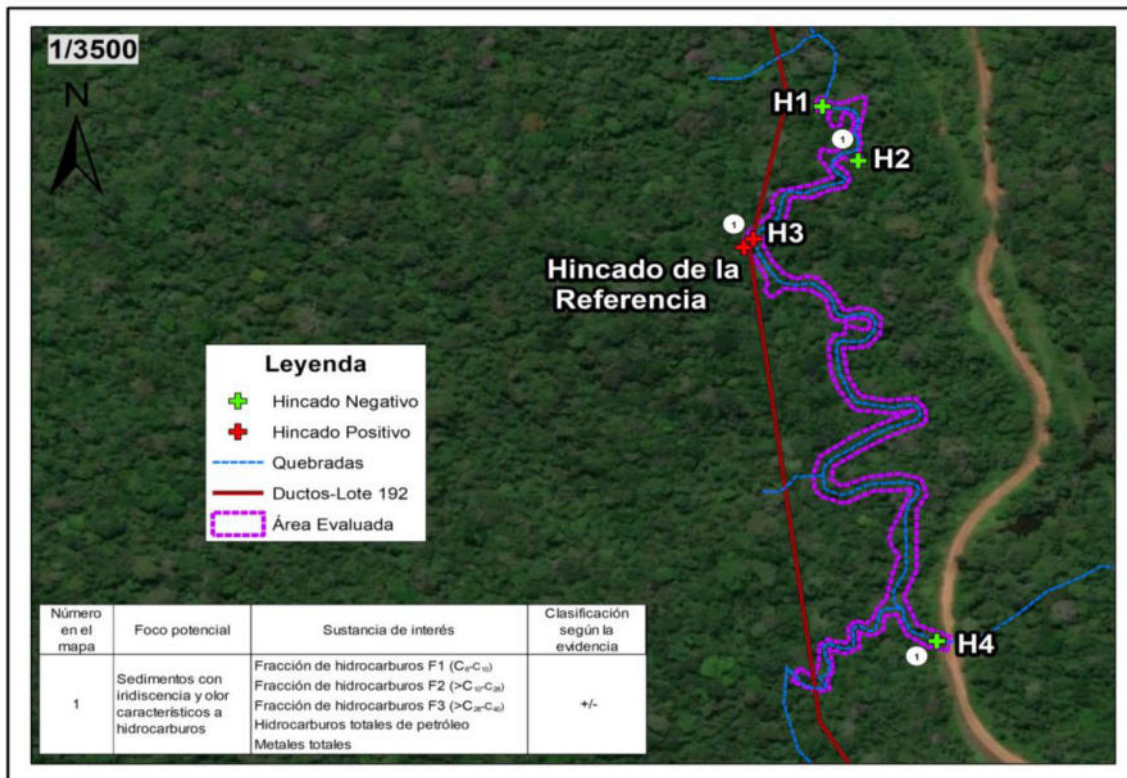 1/3500
N
H1
1
H2
1
H3
Hincado de la
Referencia
Leyenda
Hincado Negativo
Hincado Positivo
Quebradas
Ductos-Lote 192
Área Evaluada
1
H4
Número
en el
mapa
Foco potencial
Sustancia de interés
Clasificación
según la
evidencia
1
Sedimentos con
iridiscencia y olor
característicos a
hidrocarburos
Fracción de hidrocarburos F1 (C₆-C₁₀)
Fracción de hidrocarburos F2 (>C₁₀-C₂₈)
Fracción de hidrocarburos F3 (>C₂₈-C₄₀)
Hidrocarburos totales de petróleo
Metales totales
+/-